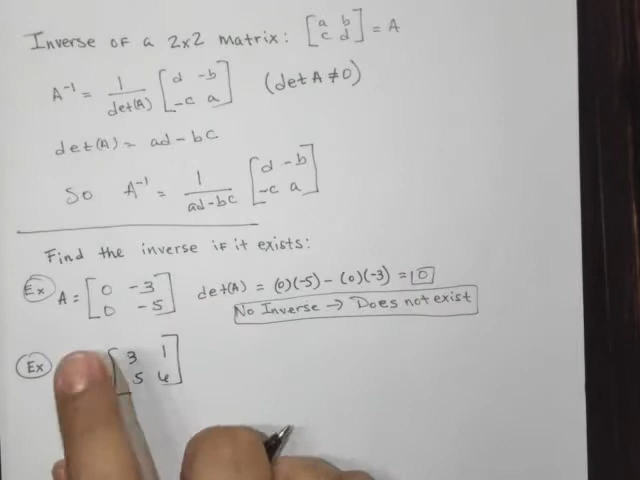 Inverse of a 2x2 matrix: [a b c d] = A
A⁻¹ = 1/det(A) [d -b -c a] (det A ≠ 0)
det(A) = ad - bc
So A⁻¹ = 1/ad-bc [d -b -c a]
Find the inverse if it exists:
Ex A = [0 -3 0 -5] det(A) = (0)(-5) - (0)(-3) = 0
No Inverse → Does not exist
Ex [3 1 5 6]